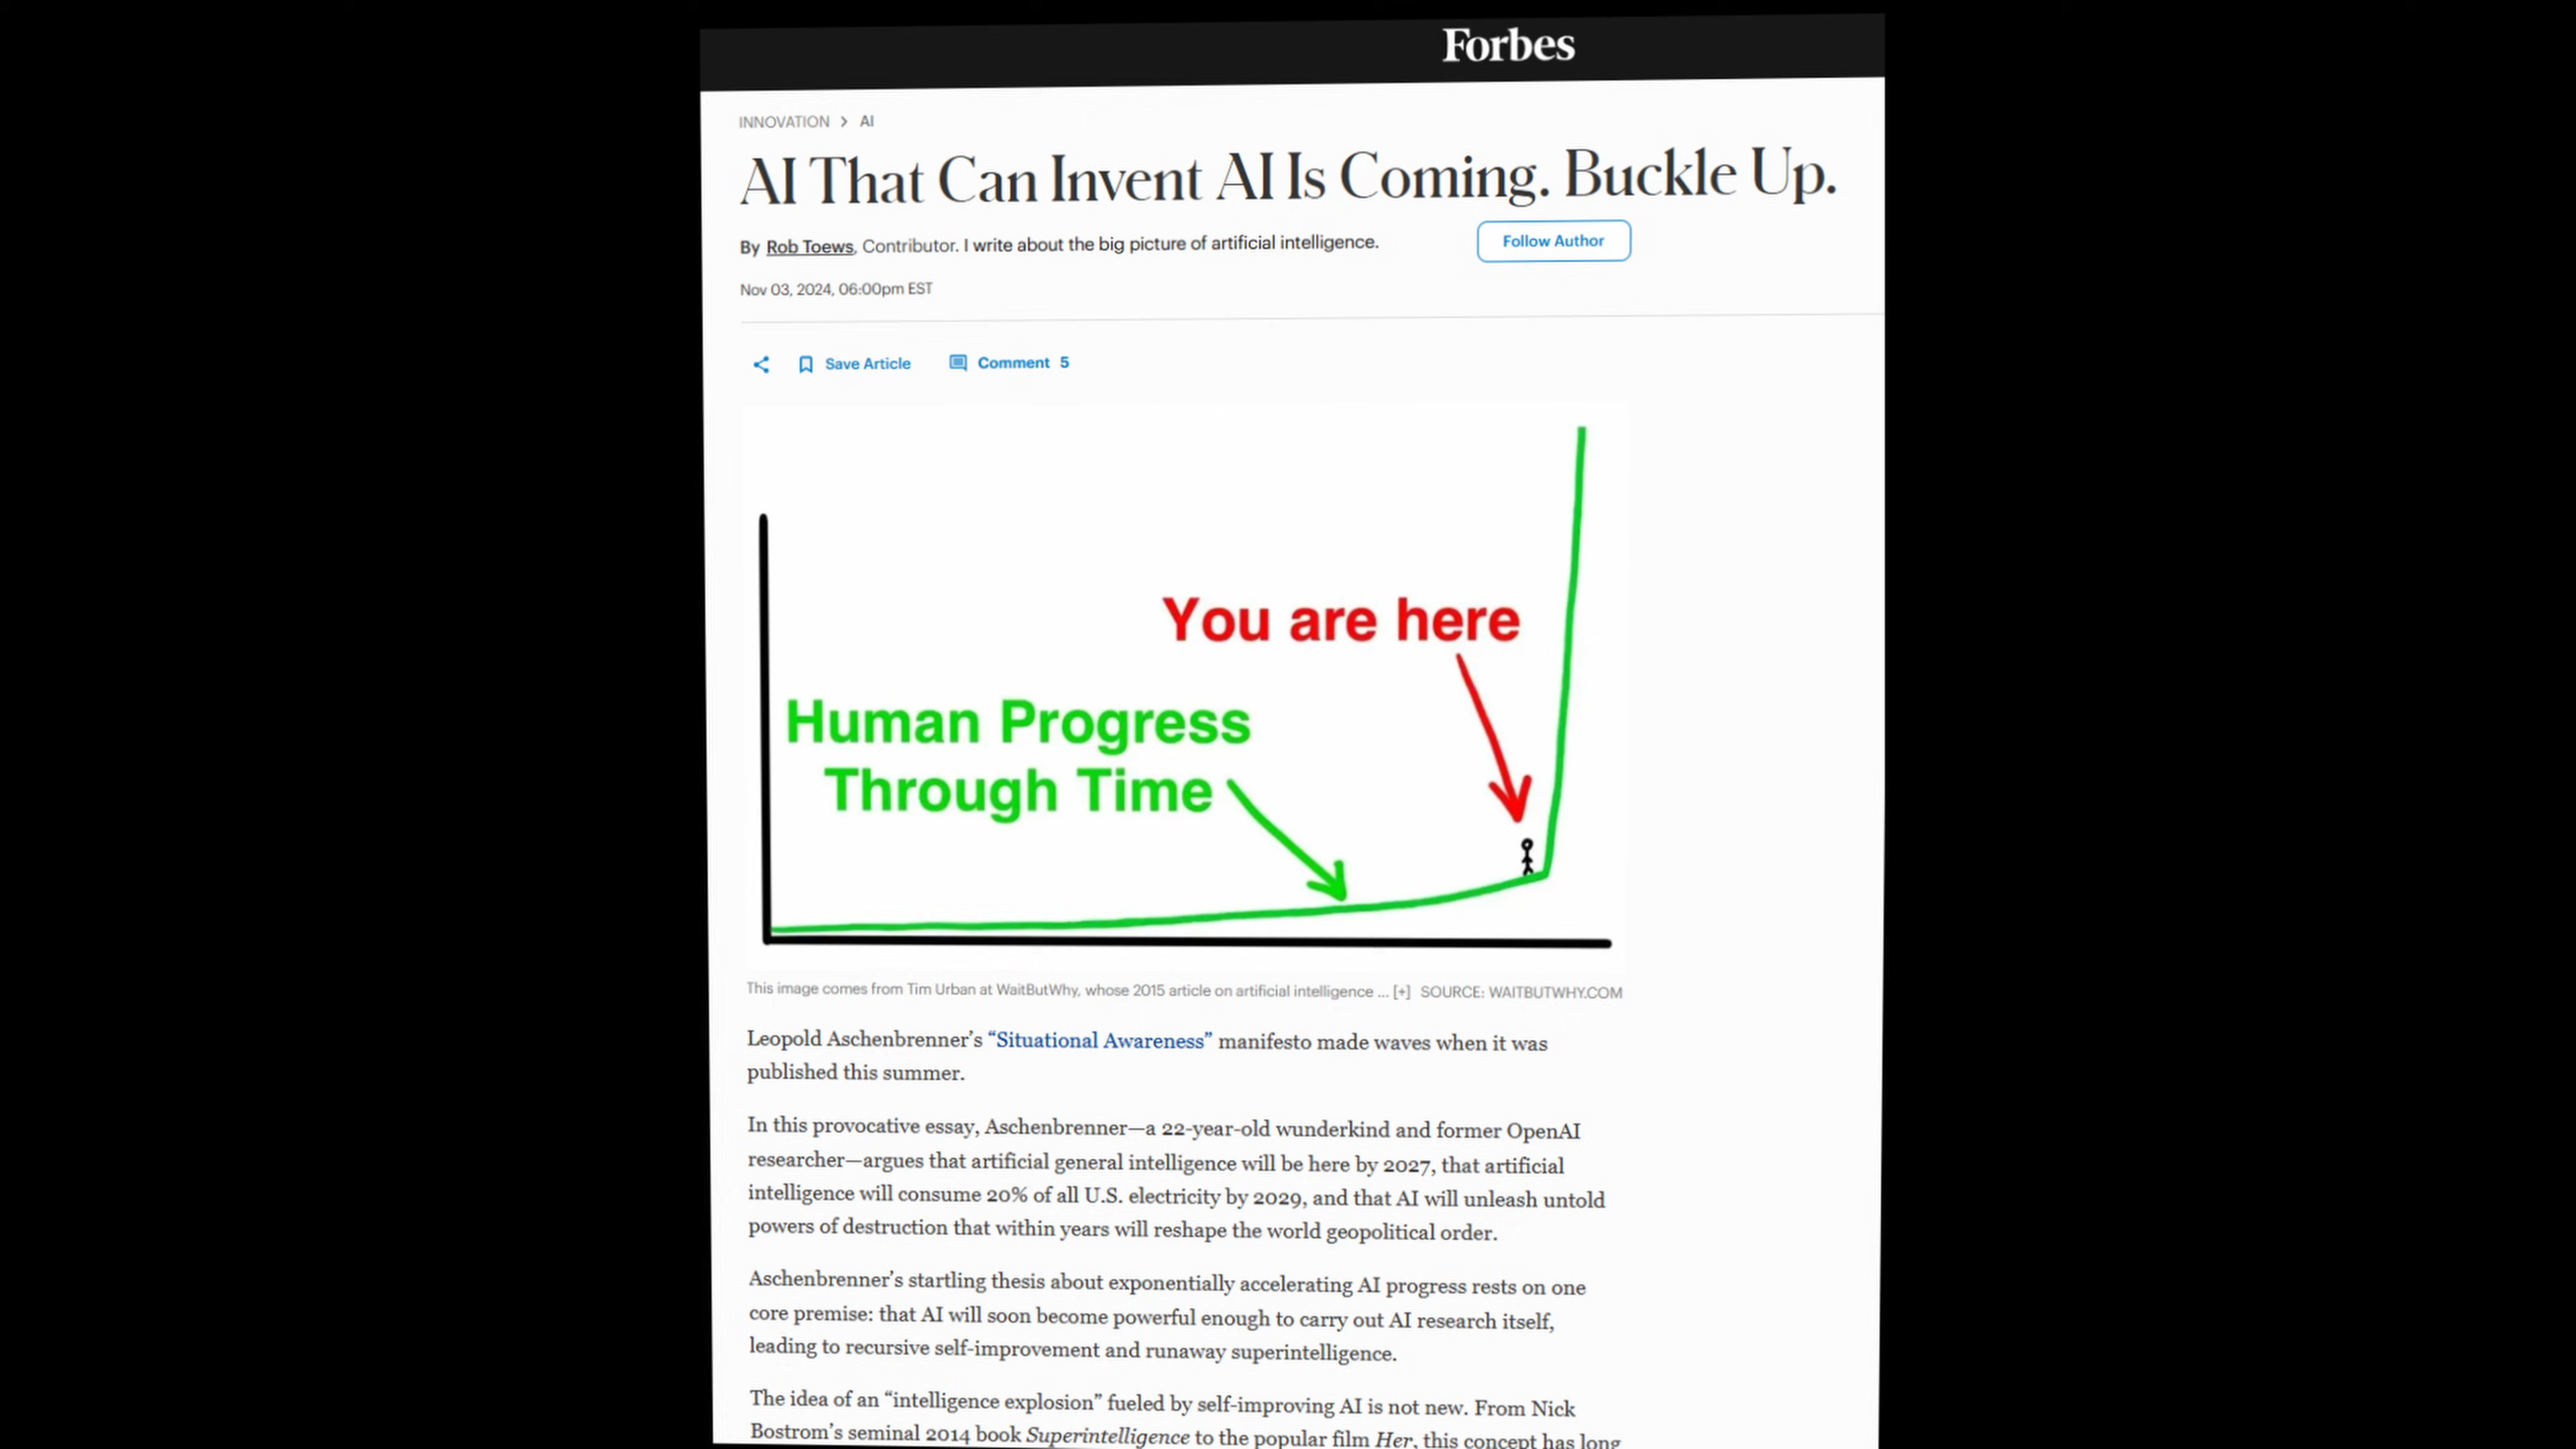 Forbes
INNOVATION > AI
AI That Can Invent AI Is Coming. Buckle Up.
By Rob Toews, Contributor. I write about the big picture of artificial intelligence.
Follow Author
Nov 03, 2024, 06:00pm EST
Save Article
Comment 5
You are here
Human Progress
Through Time
This image comes from Tim Urban at WaitButWhy, whose 2015 article on artificial intelligence ... [+] SOURCE: WAITBUTWHY.COM
Leopold Aschenbrenner’s “Situational Awareness” manifesto made waves when it was
published this summer.
In this provocative essay, Aschenbrenner—a 22-year-old wunderkind and former OpenAI
researcher—argues that artificial general intelligence will be here by 2027, that artificial
intelligence will consume 20% of all U.S. electricity by 2029, and that AI will unleash untold
powers of destruction that within years will reshape the world geopolitical order.
Aschenbrenner’s startling thesis about exponentially accelerating AI progress rests on one
core premise: that AI will soon become powerful enough to carry out AI research itself,
leading to recursive self-improvement and runaway superintelligence.
The idea of an “intelligence explosion” fueled by self-improving AI is not new. From Nick
Bostrom’s seminal 2014 book Superintelligence to the popular film Her, this concept has long